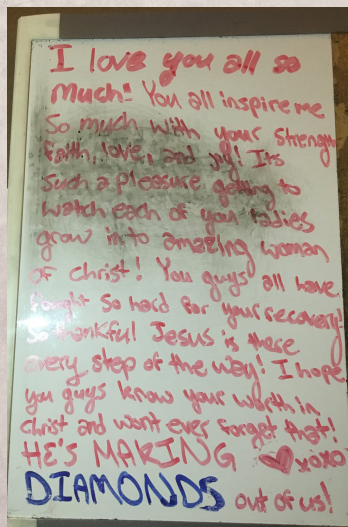 I love you all so
much! You all inspire me
so much with your strength
faith, love, and joy! Its
such a pleasure getting to
watch each of you ladies
grow in to amazing woman
of christ! You guys all have
fought so hard for your recovery!
so thankful Jesus is there
every step of the way! I hope
you guys know your worth in
christ and wont ever forget that!
HE'S MAKING xoxo
DIAMONDS out of us!